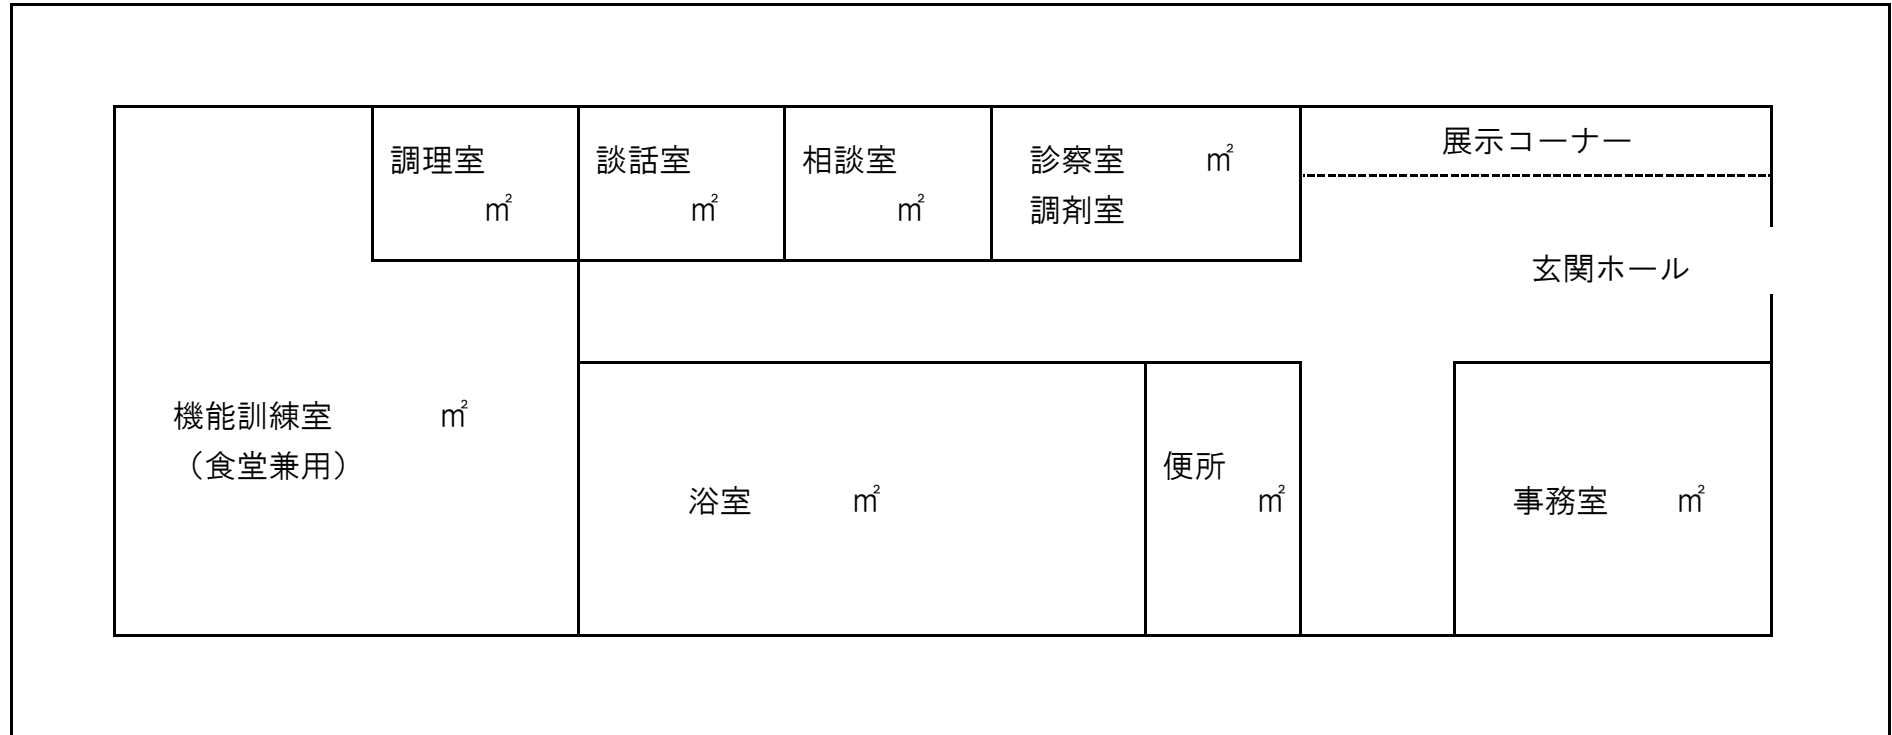 調理室
㎡
談話室
㎡
相談室
㎡
診察室 ㎡
調剤室
展示コーナー
玄関ホール
機能訓練室 ㎡
（食堂兼用）
浴室 ㎡
便所
㎡
事務室 ㎡